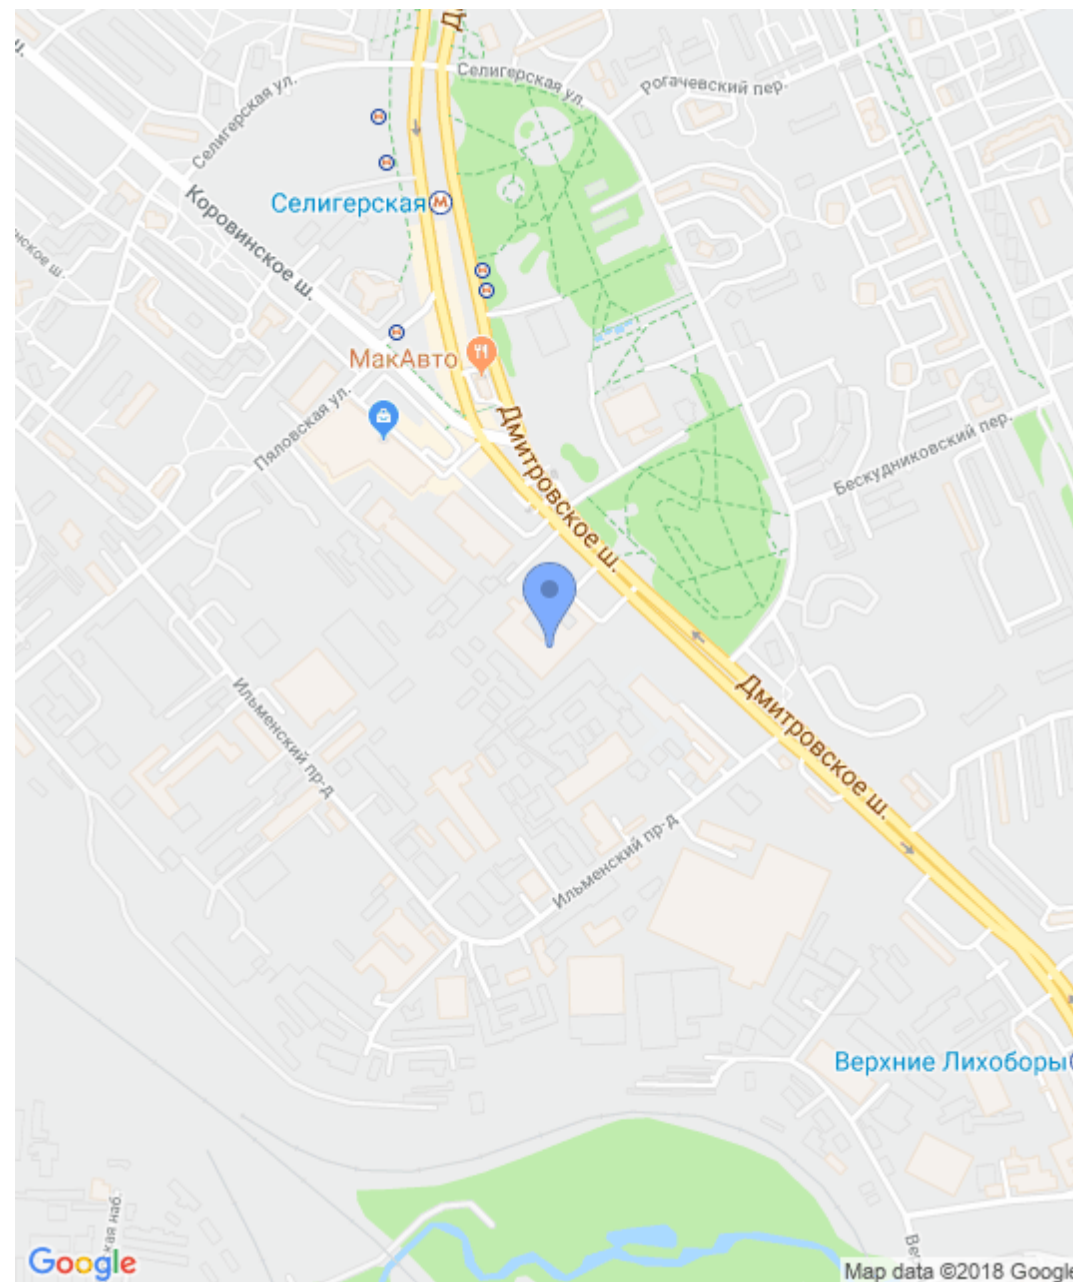 Селигерская ул.
Рогачевский пер.
Селигерская ул.
Коровинское ш.
Селигерская
М
МакАвто
Пяловская ул.
Дмитровское ш.
Бескудниковский пер.
Ильменский пр-д
Дмитровское ш.
Ильменский пр-д
Верхние Лихоборы
Google
Map data ©2018 Google